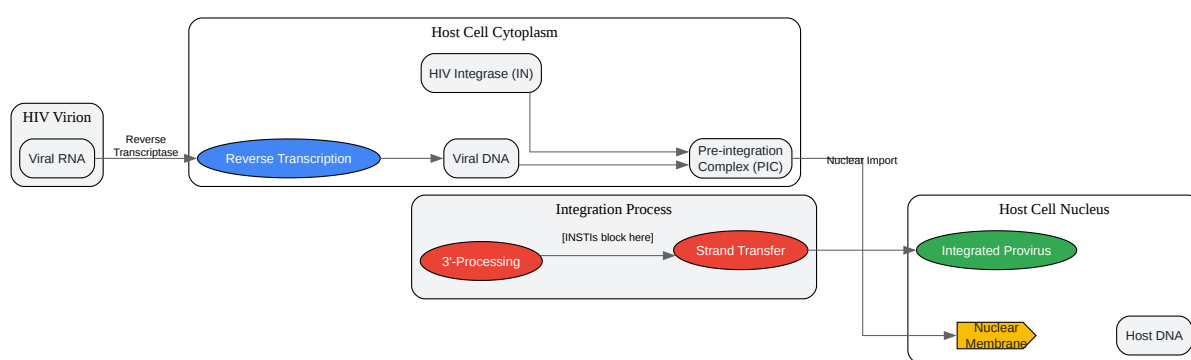 Host Cell Cytoplasm
HIV Integrase (IN)
HIV Virion
Viral RNA
Reverse
Transcriptase
Reverse Transcription
Viral DNA
Pre-integration
Complex (PIC)
Nuclear Import
Integration Process
[INSTIs block here]
3'-Processing
Strand Transfer
Host Cell Nucleus
Integrated Provirus
Nuclear
Membrane
Host DNA